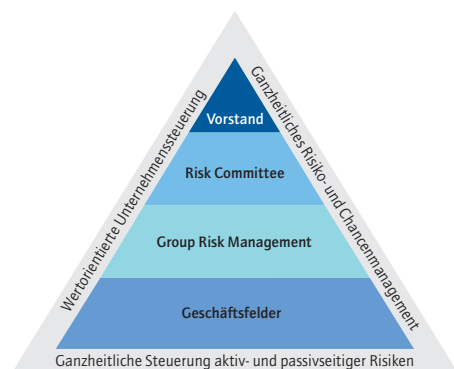 Wertorientierte Unternehmenssteuerung
Ganzheitliches Risiko- und Chancenmanagement
Vorstand
Risk Committee
Group Risk Management
Geschäftsfelder
Ganzheitliche Steuerung aktiv- und passivseitiger Risiken